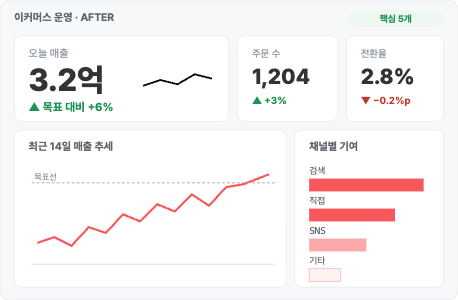 이커머스 운영 · AFTER
핵심 5개
오늘 매출
3.2억
▲ 목표 대비 +6%
주문 수
1,204
▲ +3%
전환율
2.8%
▼ −0.2%p
최근 14일 매출 추세
목표선
채널별 기여
검색
직접
SNS
기타